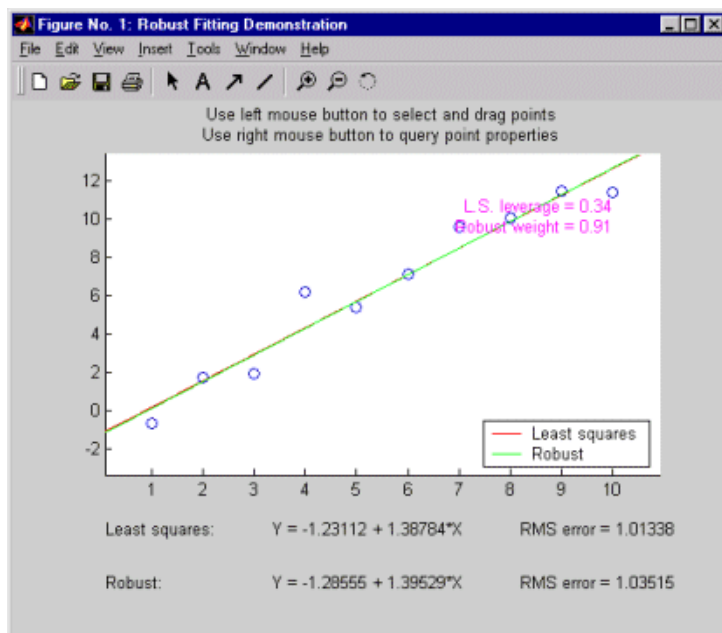 Figure No. 1: Robust Fitting Demonstration
File Edit View Insert Tools Window Help
A
Use left mouse button to select and drag points
Use right mouse button to query point properties
12
10
8
6
4
2
0
-2
L.S. leverage = 0.34
Robust weight = 0.91
Least squares
Robust
1 2 3 4 5 6 7 8 9 10
Least squares: Y = -1.23112 + 1.38784*X RMS error = 1.01338
Robust: Y = -1.28555 + 1.39529*X RMS error = 1.03515